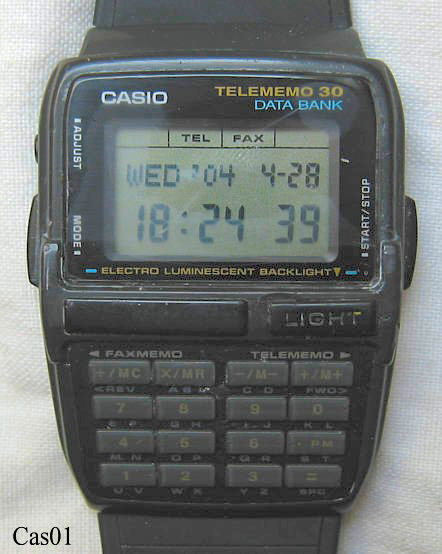 TELEMEMO 30
CASIO
DATA BANK
TEL FAX
ADJUST
WED '04 4-28
18:24 39
MODE
START/STOP
ELECTRO LUMINESCENT BACKLIGHT
LIGHT
FAXMEMO TELEMEMO
+/MC ×/MR -/M- +/M+
<REV A B C D FWD>
7 8 9 0
E F G H I J K L
4 5 6 · PM
M N O P Q R S T
1 2 3 =
U V W X Y Z SPC
Cas01